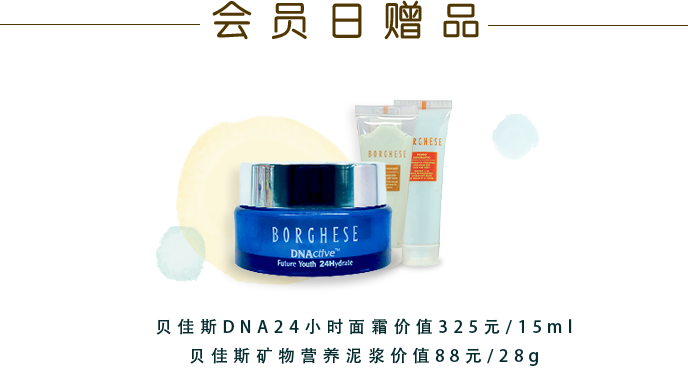 会员日赠品
BORGHESE
BORGHESE
BORGHESE
DNActive™
Future Youth 24Hydrate
贝佳斯DNA24小时面霜价值325元/15ml
贝佳斯矿物营养泥浆价值88元/28g